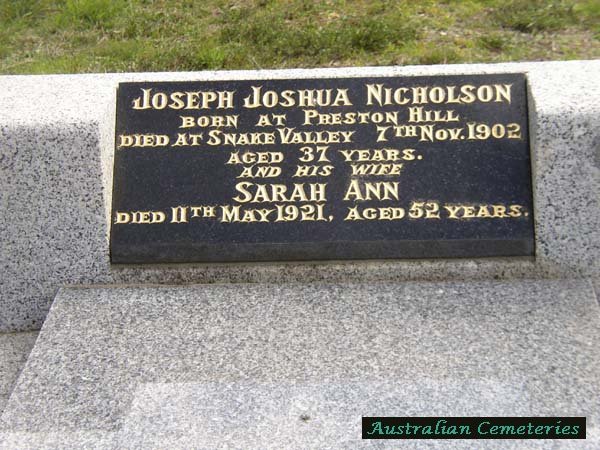 JOSEPH JOSHUA NICHOLSON
BORN AT PRESTON HILL
DIED AT SNAKE VALLEY 7TH NOV. 1902
AGED 37 YEARS.
AND HIS WIFE
SARAH ANN
DIED 11TH MAY 1921, AGED 52 YEARS.
Australian Cemeteries